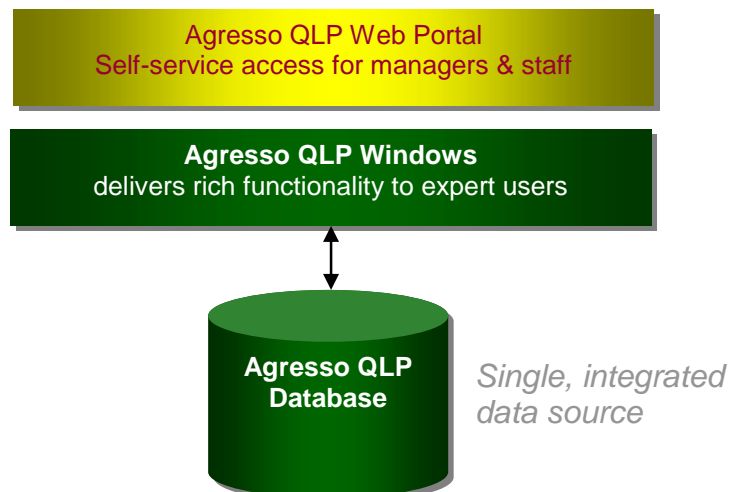 Agresso QLP Web Portal
Self-service access for managers & staff
Agresso QLP Windows
delivers rich functionality to expert users
Agresso QLP
Database
Single, integrated
data source